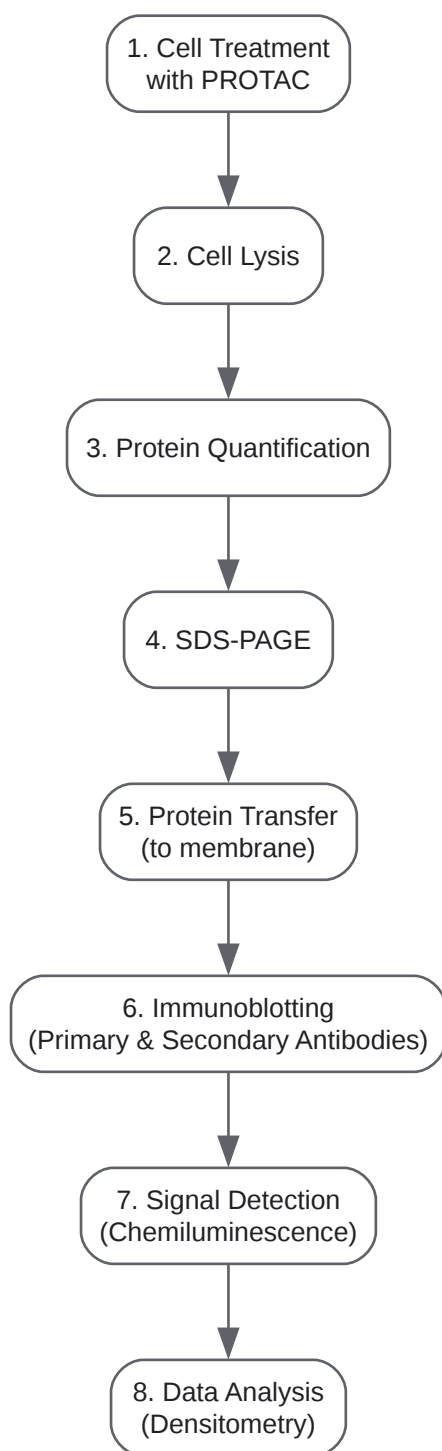 1. Cell Treatment
with PROTAC
2. Cell Lysis
3. Protein Quantification
4. SDS-PAGE
5. Protein Transfer
(to membrane)
6. Immunoblotting
(Primary & Secondary Antibodies)
7. Signal Detection
(Chemiluminescence)
8. Data Analysis
(Densitometry)